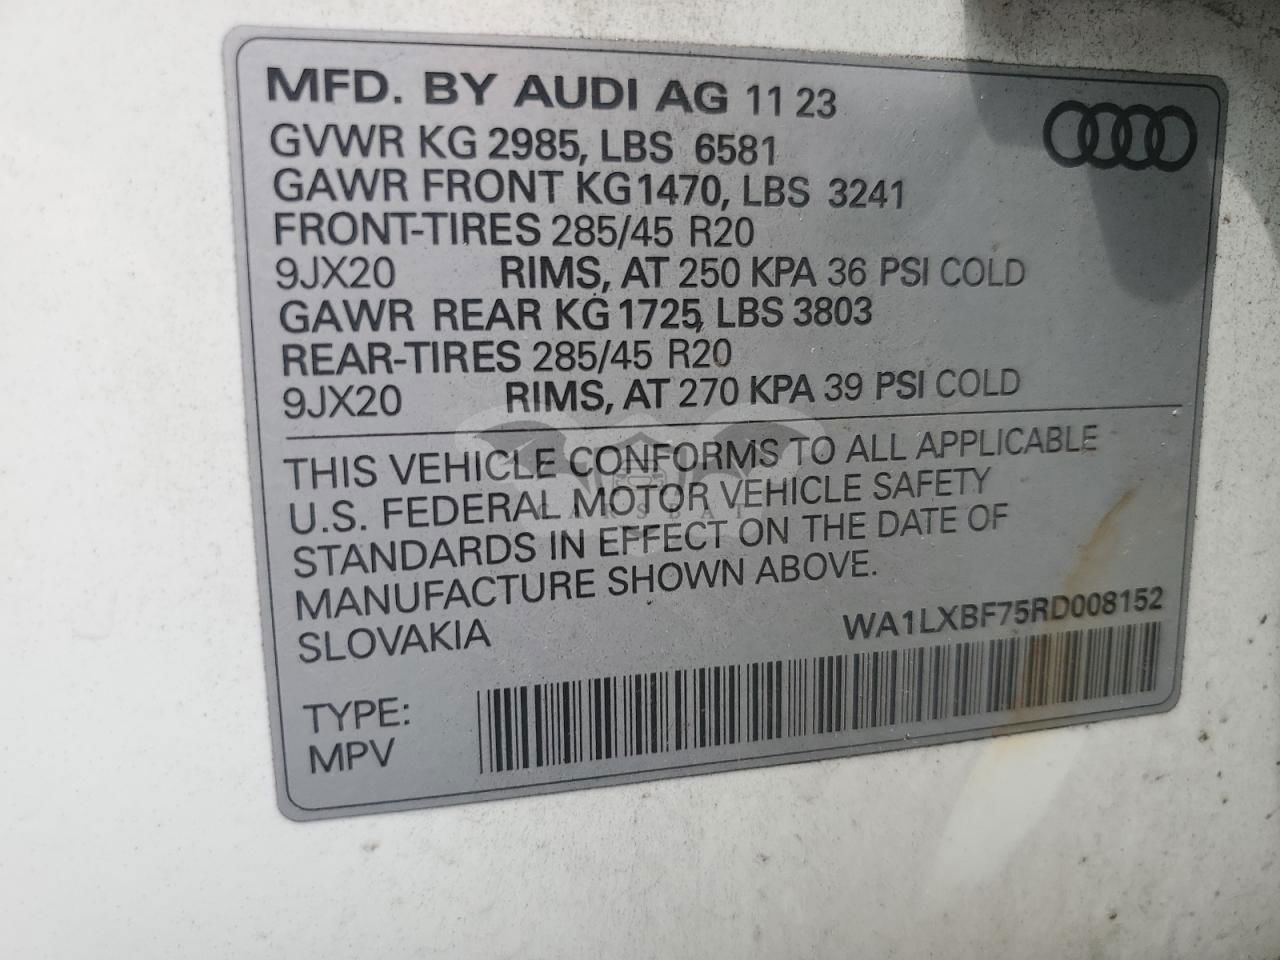 MFD. BY AUDI AG 11 23
GVWR KG 2985, LBS 6581
GAWR FRONT KG 1470, LBS 3241
FRONT-TIRES 285/45 R20
9JX20 RIMS, AT 250 KPA 36 PSI COLD
GAWR REAR KG 1725, LBS 3803
REAR-TIRES 285/45 R20
9JX20 RIMS, AT 270 KPA 39 PSI COLD
THIS VEHICLE CONFORMS TO ALL APPLICABLE
U.S. FEDERAL MOTOR VEHICLE SAFETY
STANDARDS IN EFFECT ON THE DATE OF
MANUFACTURE SHOWN ABOVE.
SLOVAKIA
WA1LXBF75RD008152
TYPE:
MPV